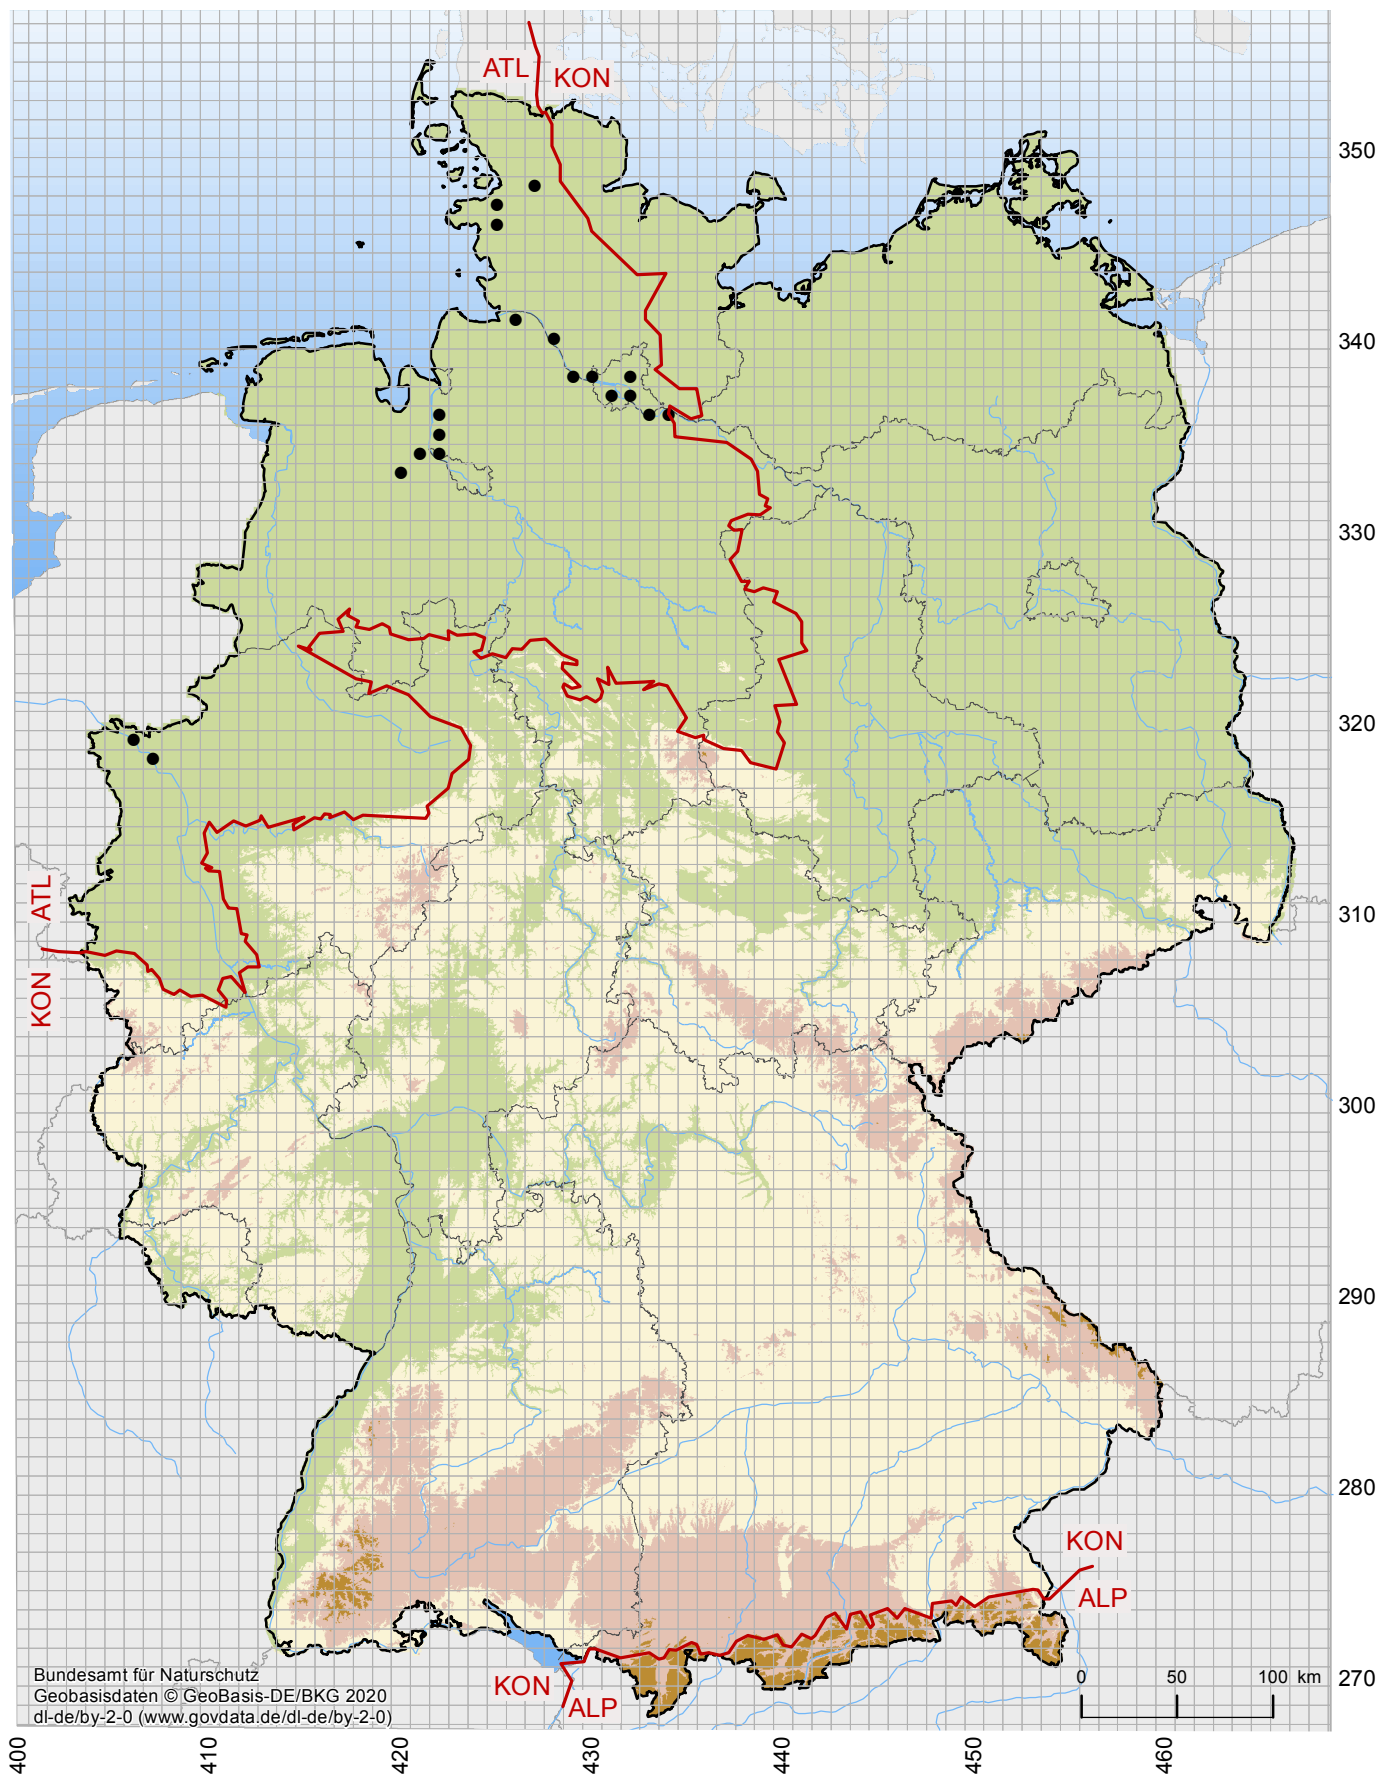 ATL
KON
350
340
330
320
ATL
310
KON
300
290
280
KON
ALP
KON
ALP
270
0 50 100 km
Bundesamt für Naturschutz
Geobasisdaten © GeoBasis-DE/BKG 2020
dl-de/by-2-0 (www.govdata.de/dl-de/by-2-0)
400 410 420 430 440 450 460